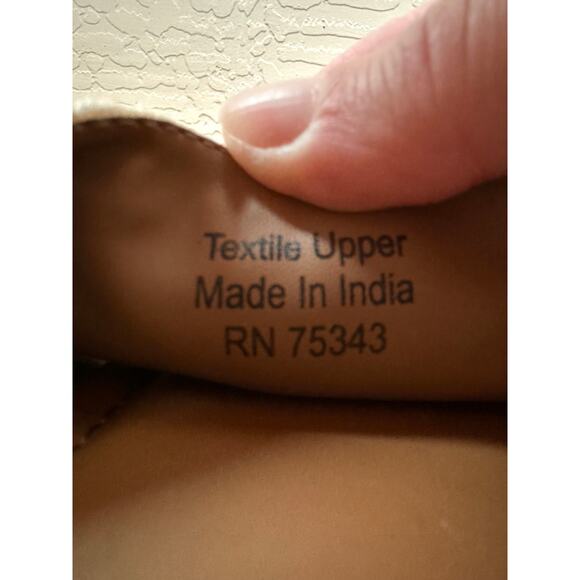 Textile Upper
Made In India
RN 75343